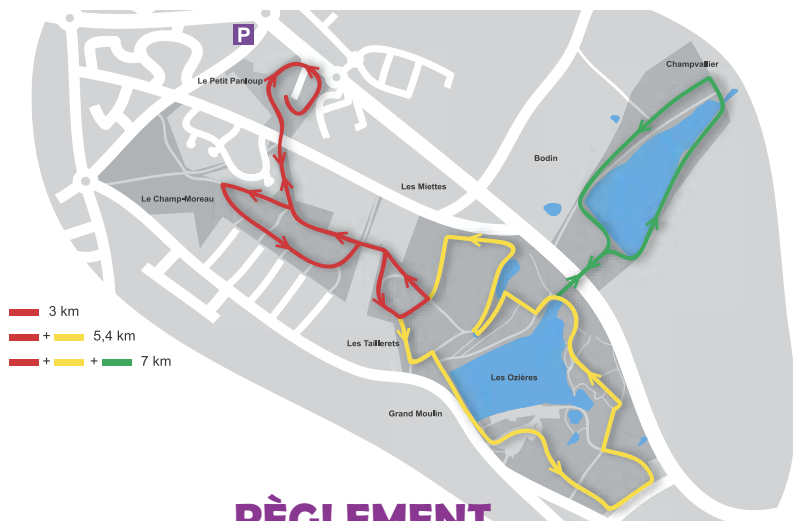 P
Champvallier
Le Petit Panloup
Bodin
Les Miettes
Le Champ-Moreau
3 km
+ 5,4 km
Les Taillerets
+ + 7 km
Les Ozières
Grand Moulin
RÈGLEMENT